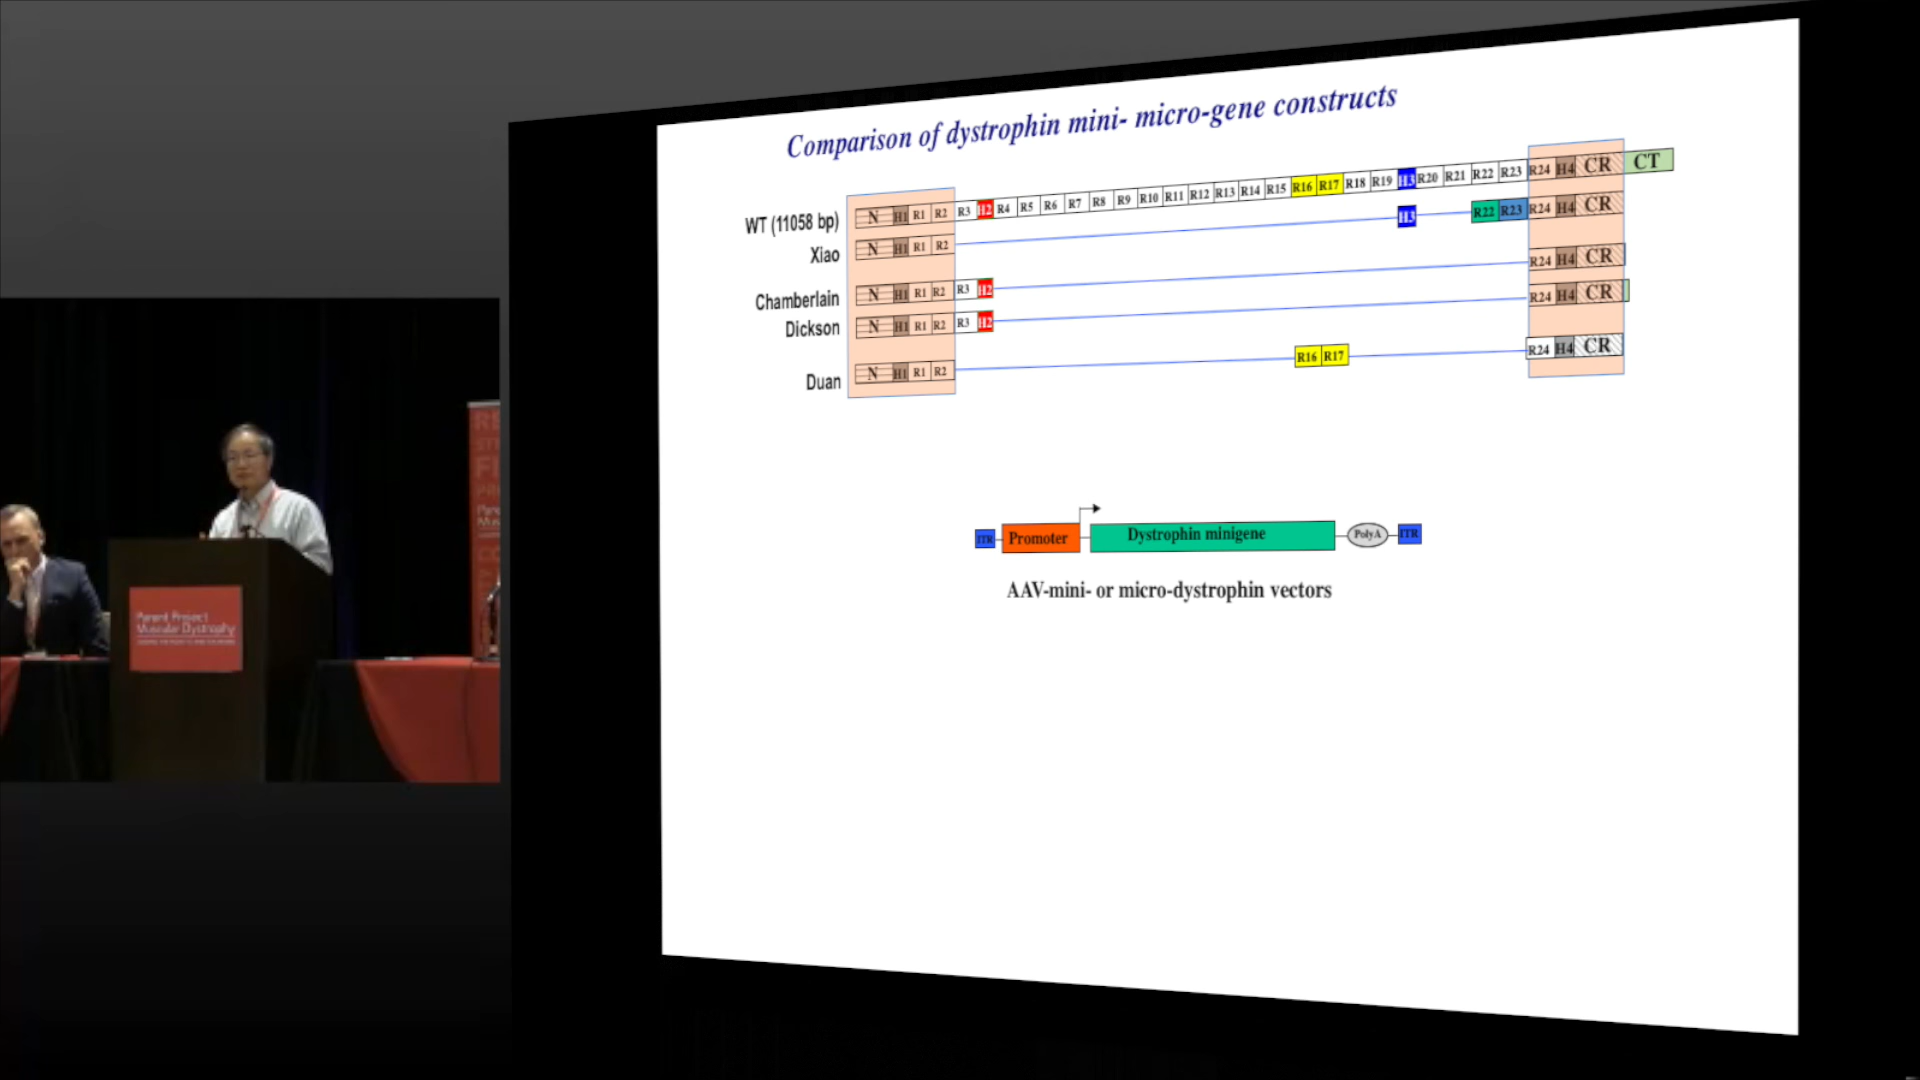 Comparison of dystrophin mini- micro-gene constructs
WT (11058 bp) N H1 R1 R2 R3 H2 R4 R5 R6 R7 R8 R9 R10 R11 R12 R13 R14 R15 R16 R17 R18 R19 H3 R20 R21 R22 R23 R24 H4 CR CT
Xiao N H1 R1 R2 H3 R22 R23 R24 H4 CR
Chamberlain N H1 R1 R2 R3 H2 R24 H4 CR
Dickson N H1 R1 R2 R3 H2 R24 H4 CR
Duan N H1 R1 R2 R16 R17 R24 H4 CR
ITR Promoter Dystrophin minigene PolyA ITR
AAV-mini- or micro-dystrophin vectors
Parent Project
Muscular Dystrophy